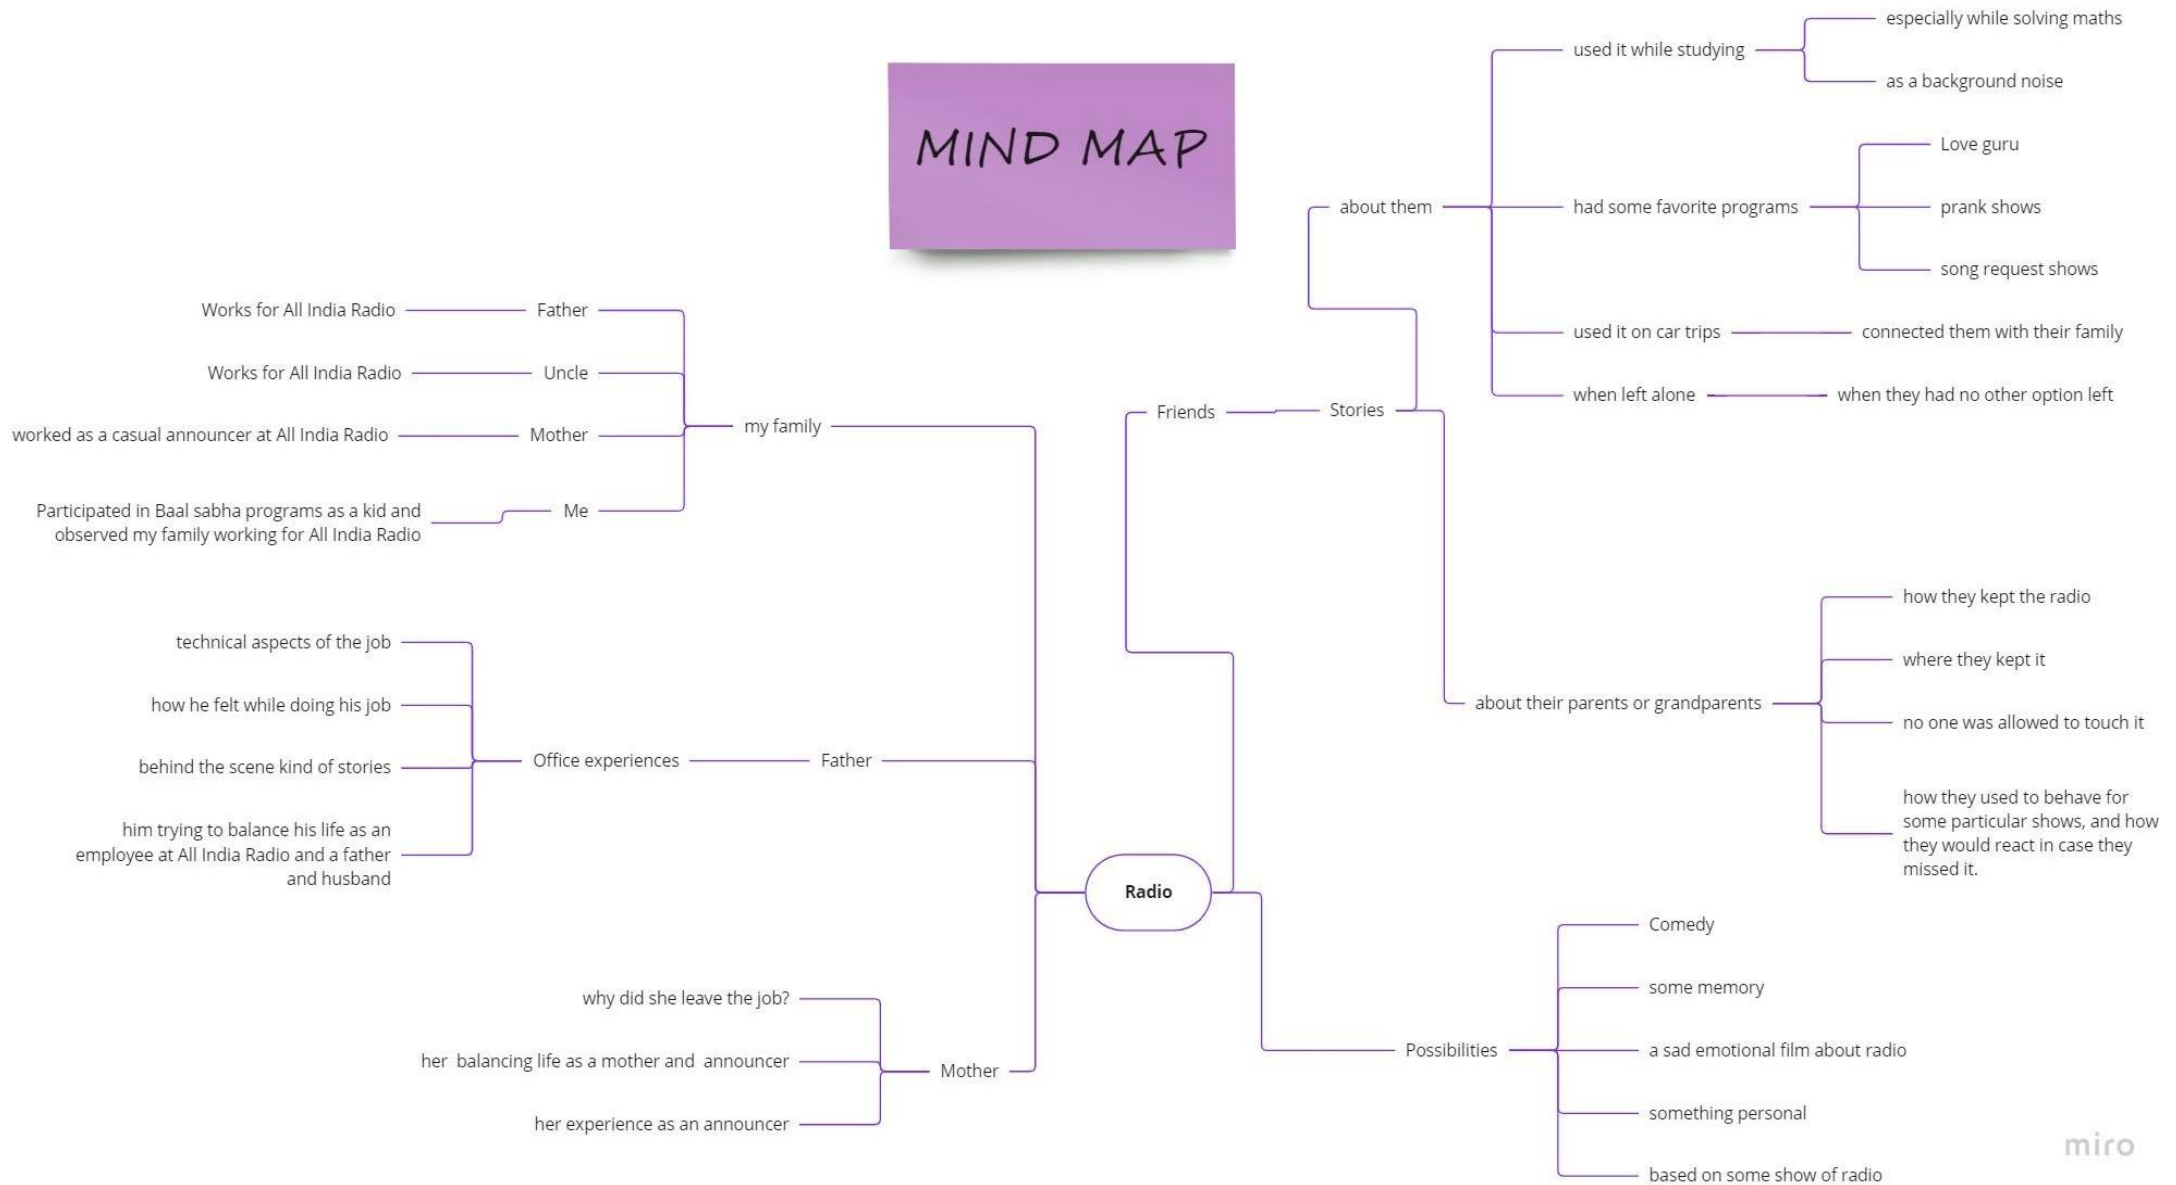 MIND MAP
especially while solving maths
used it while studying
as a background noise
Love guru
about them
had some favorite programs
prank shows
song request shows
used it on car trips
connected them with their family
when left alone
when they had no other option left
Friends
Stories
how they kept the radio
where they kept it
about their parents or grandparents
no one was allowed to touch it
how they used to behave for
some particular shows, and how
they would react in case they
missed it.
Works for All India Radio
Father
Works for All India Radio
Uncle
my family
worked as a casual announcer at All India Radio
Mother
Participated in Baal sabha programs as a kid and
observed my family working for All India Radio
Me
technical aspects of the job
how he felt while doing his job
Office experiences
Father
behind the scene kind of stories
him trying to balance his life as an
employee at All India Radio and a father
and husband
Radio
why did she leave the job?
her  balancing life as a mother and  announcer
Mother
her experience as an announcer
Comedy
some memory
Possibilities
a sad emotional film about radio
something personal
based on some show of radio
miro